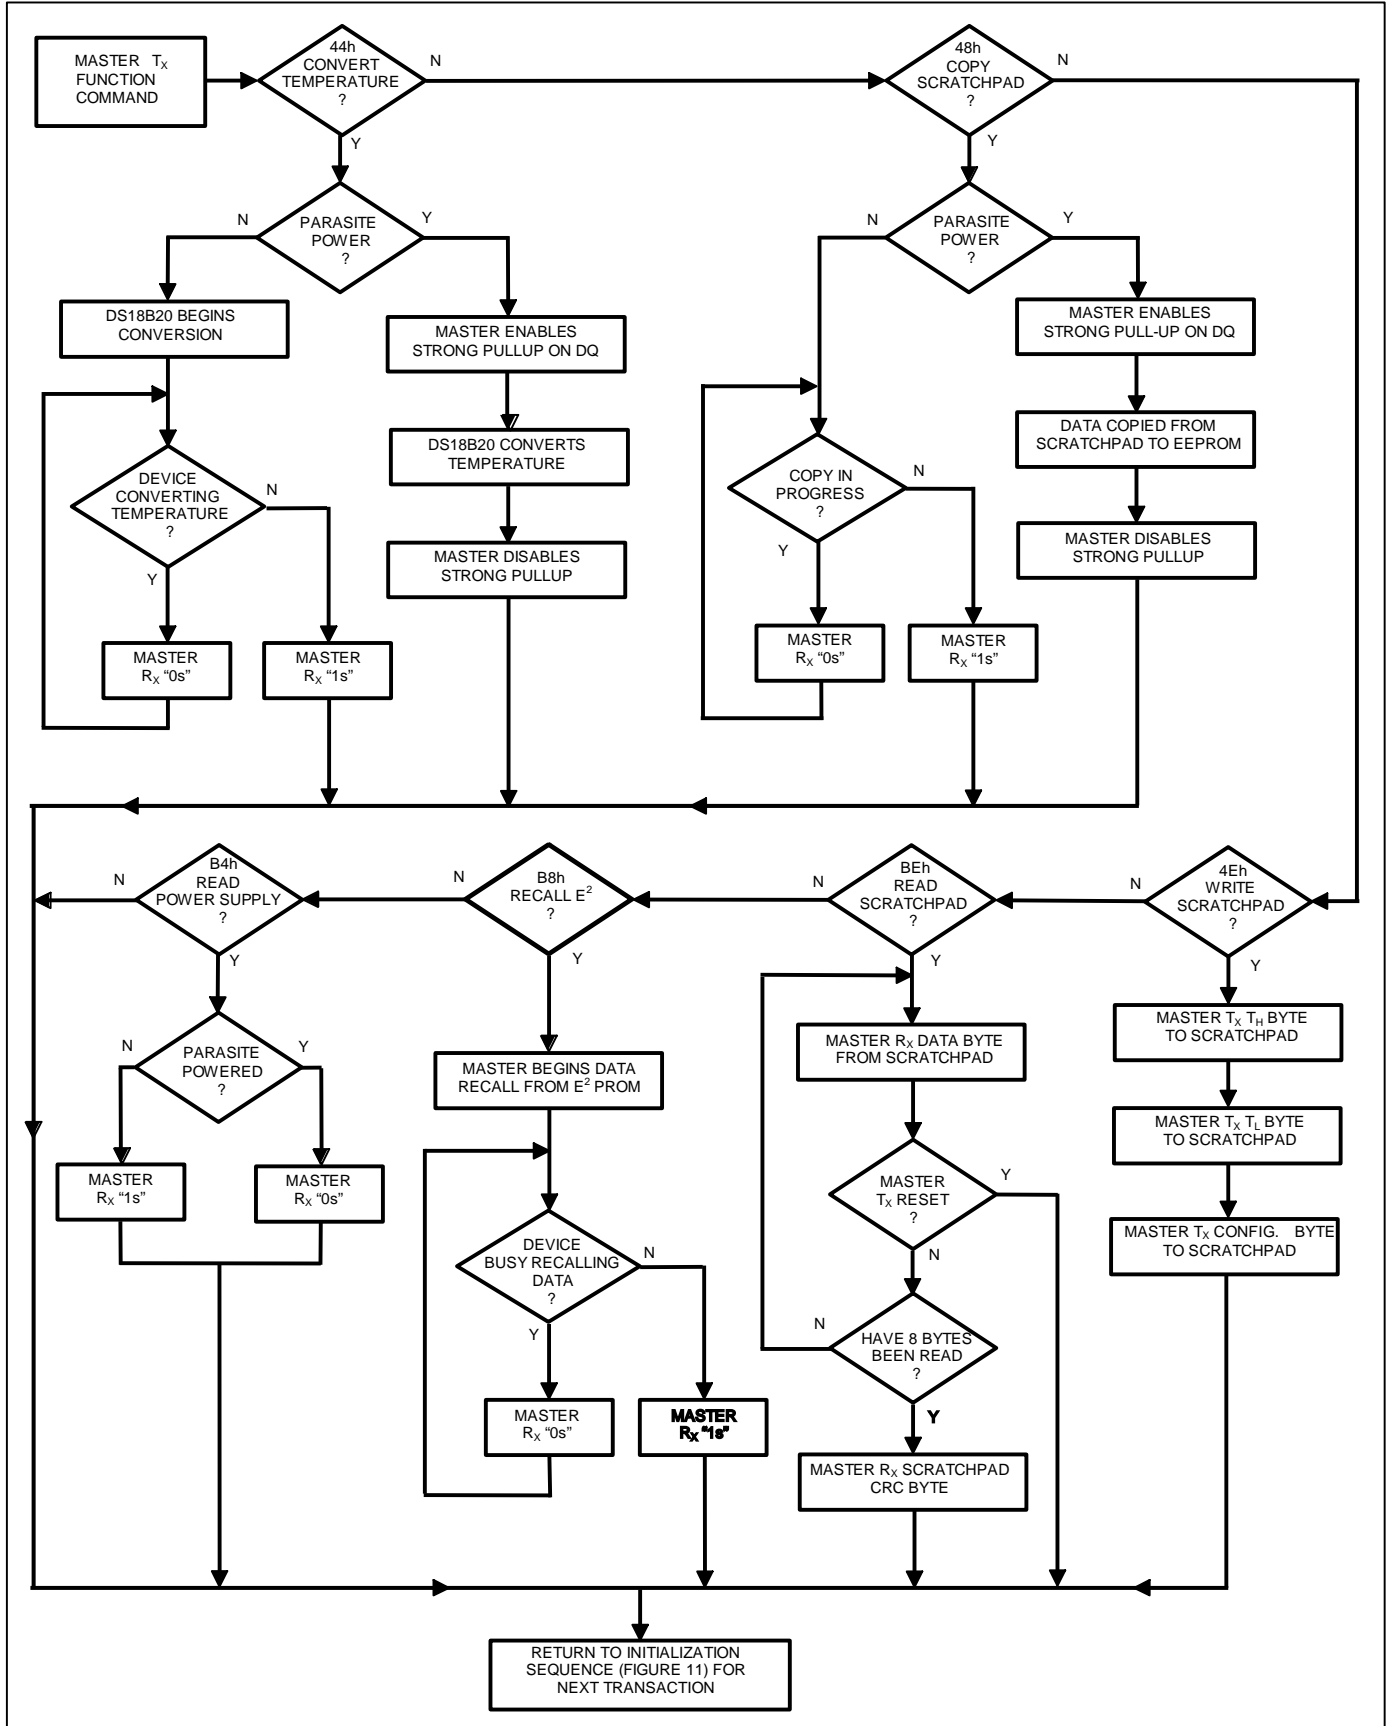 MASTER TX
FUNCTION
COMMAND
44h
CONVERT
TEMPERATURE
?
N
Y
48h
COPY
SCRATCHPAD
?
N
Y
PARASITE
POWER
?
N
Y
PARASITE
POWER
?
N
Y
DS18B20 BEGINS
CONVERSION
MASTER ENABLES
STRONG PULLUP ON DQ
MASTER ENABLES
STRONG PULL-UP ON DQ
DS18B20 CONVERTS
TEMPERATURE
DATA COPIED FROM
SCRATCHPAD TO EEPROM
DEVICE
CONVERTING
TEMPERATURE
?
N
Y
COPY IN
PROGRESS
?
N
Y
MASTER DISABLES
STRONG PULLUP
MASTER DISABLES
STRONG PULLUP
MASTER
RX “0s”
MASTER
RX “1s”
MASTER
RX “0s”
MASTER
RX “1s”
B4h
READ
POWER SUPPLY
?
N
Y
B8h
RECALL E2
?
N
Y
BEh
READ
SCRATCHPAD
?
N
Y
4Eh
WRITE
SCRATCHPAD
?
N
Y
PARASITE
POWERED
?
N
Y
MASTER BEGINS DATA
RECALL FROM E2 PROM
MASTER RX DATA BYTE
FROM SCRATCHPAD
MASTER TX TH BYTE
TO SCRATCHPAD
MASTER TX TL BYTE
TO SCRATCHPAD
MASTER
RX “1s”
MASTER
RX “0s”
MASTER
TX RESET
?
Y
N
MASTER TX CONFIG. BYTE
TO SCRATCHPAD
DEVICE
BUSY RECALLING
DATA
?
N
Y
HAVE 8 BYTES
BEEN READ
?
N
Y
MASTER
RX “0s”
MASTER
RX “1s”
MASTER RX SCRATCHPAD
CRC BYTE
RETURN TO INITIALIZATION
SEQUENCE (FIGURE 11) FOR
NEXT TRANSACTION